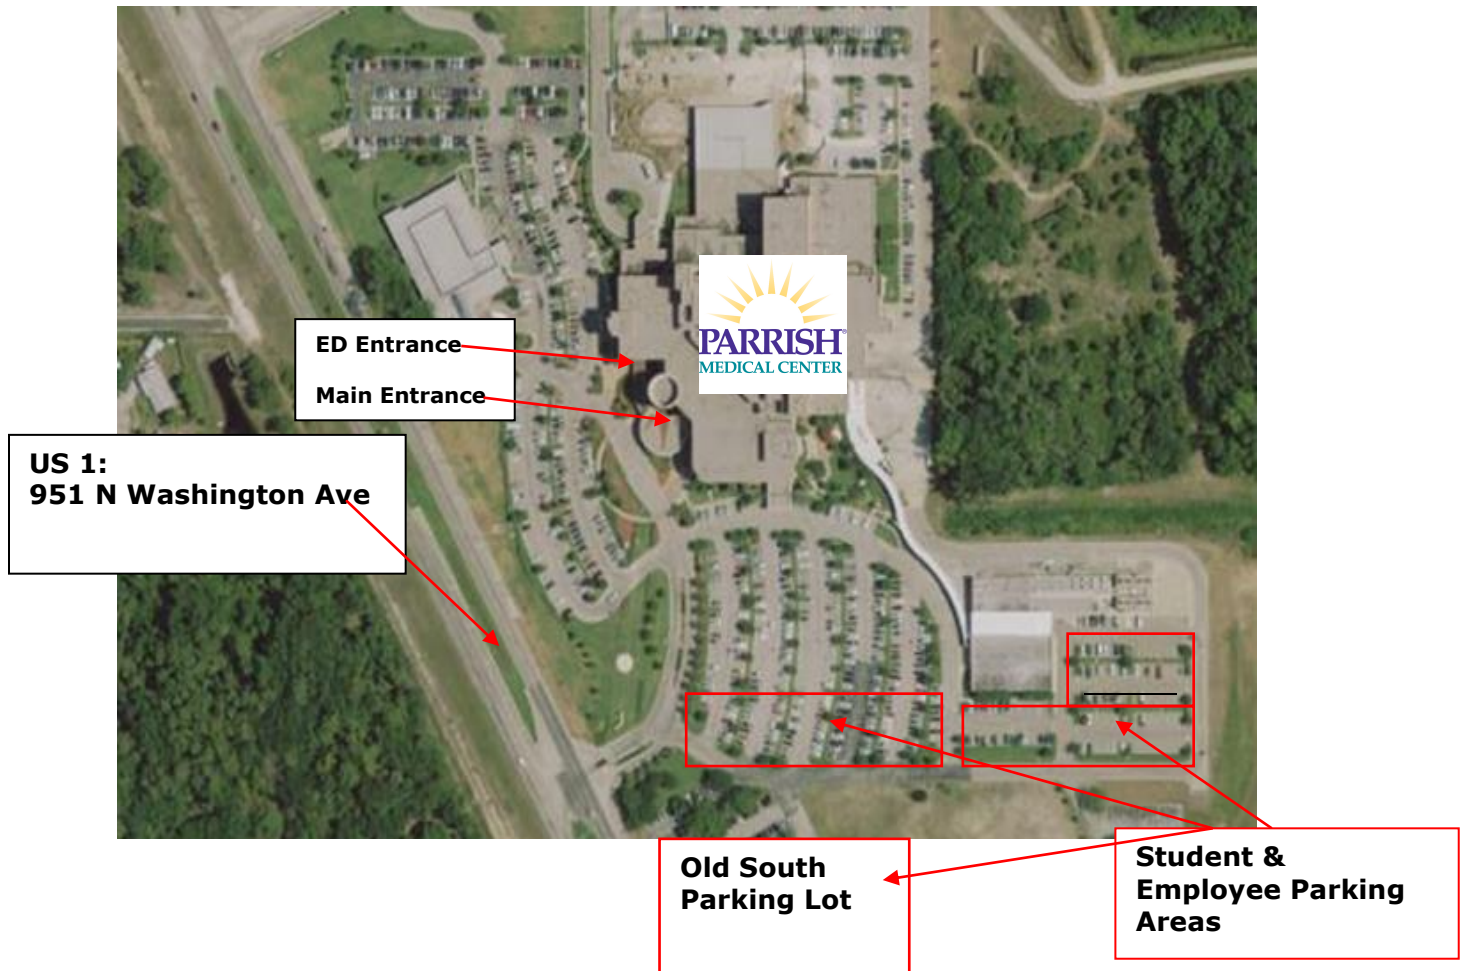 PARRISH®
MEDICAL CENTER
ED Entrance
Main Entrance
US 1:
951 N Washington Ave
Old South
Parking Lot
Student &
Employee Parking
Areas